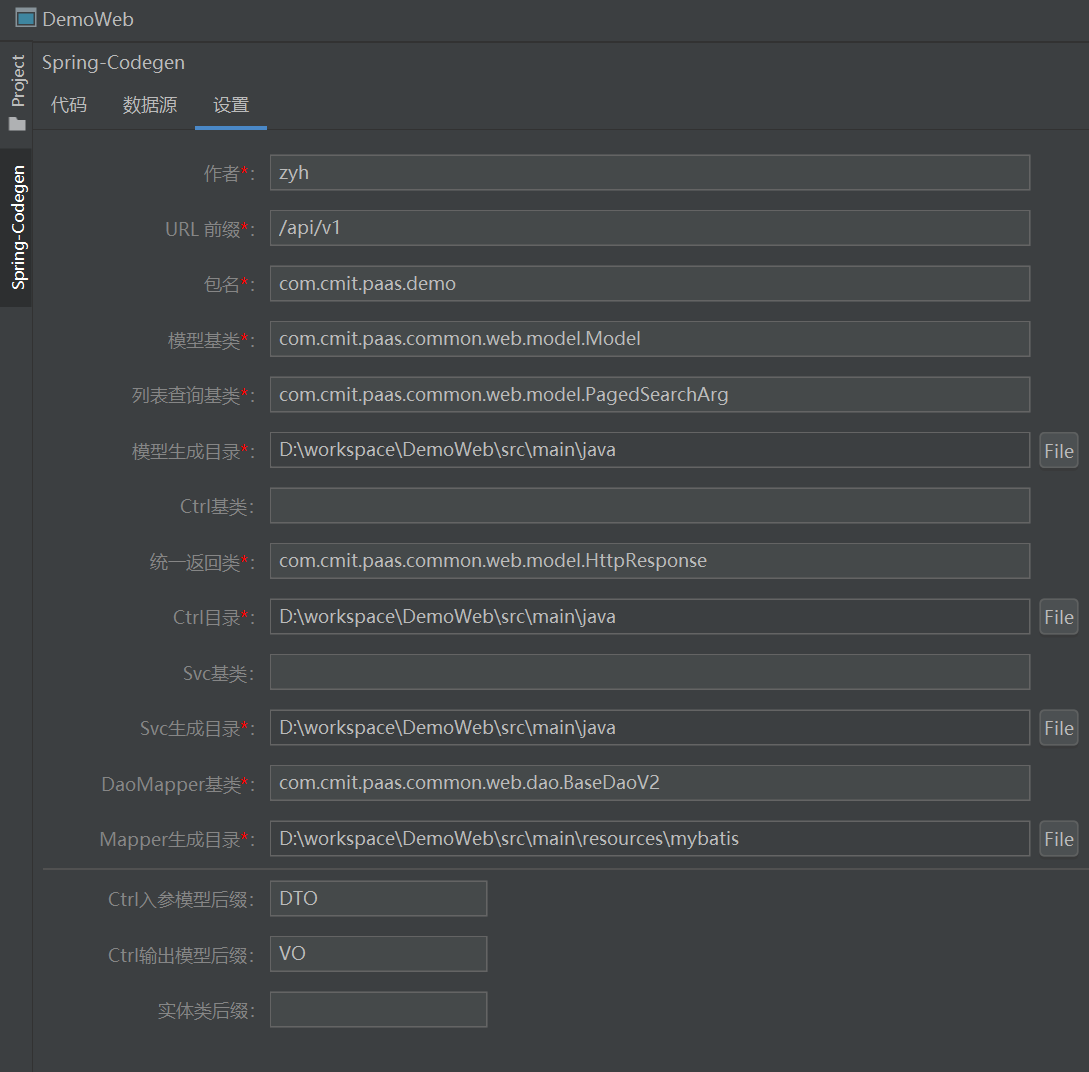 DemoWeb
Project
Spring-Codegen
Spring-Codegen
代码 数据源 设置
作者*: zyh
URL 前缀*: /api/v1
包名*: com.cmit.paas.demo
模型基类*: com.cmit.paas.common.web.model.Model
列表查询基类*: com.cmit.paas.common.web.model.PagedSearchArg
模型生成目录*: D:\workspace\DemoWeb\src\main\java File
Ctrl基类:
统一返回类*: com.cmit.paas.common.web.model.HttpResponse
Ctrl目录*: D:\workspace\DemoWeb\src\main\java File
Svc基类:
Svc生成目录*: D:\workspace\DemoWeb\src\main\java File
DaoMapper基类*: com.cmit.paas.common.web.dao.BaseDaoV2
Mapper生成目录*: D:\workspace\DemoWeb\src\main\resources\mybatis File
Ctrl入参模型后缀: DTO
Ctrl输出模型后缀: VO
实体类后缀: